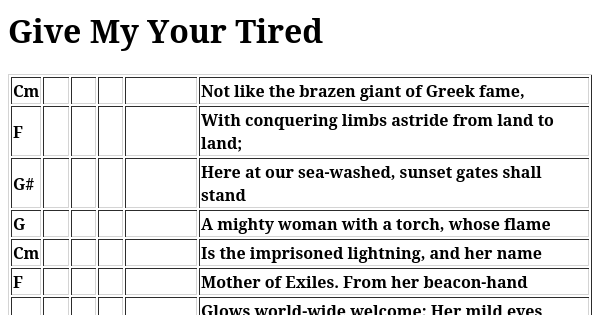 Give My Your Tired
Cm Not like the brazen giant of Greek fame,
F With conquering limbs astride from land to
land;
G# Here at our sea-washed, sunset gates shall
stand
G A mighty woman with a torch, whose flame
Cm Is the imprisoned lightning, and her name
F Mother of Exiles. From her beacon-hand
Glows world-wide welcome; Her mild eyes